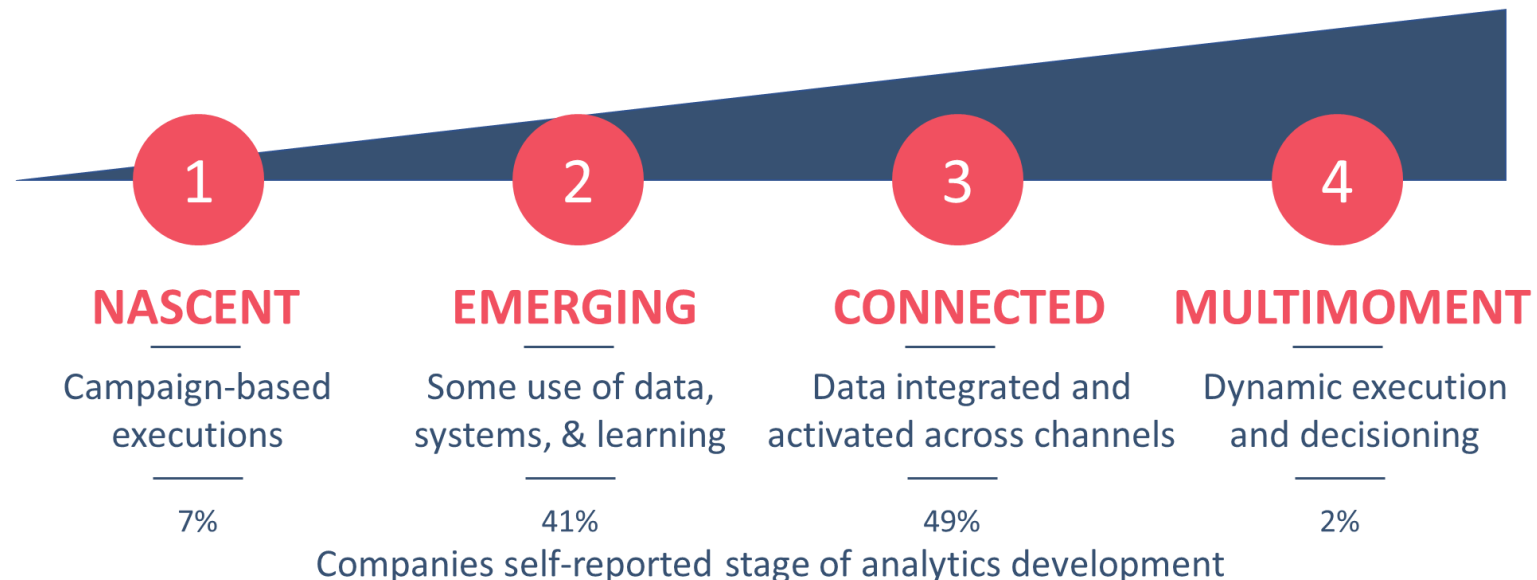 1
2
3
4
NASCENT
EMERGING
CONNECTED
MULTIMOMENT
Campaign-based
executions
Some use of data,
systems, & learning
Data integrated and
activated across channels
Dynamic execution
and decisioning
7%
41%
49%
2%
Companies self-reported stage of analytics development